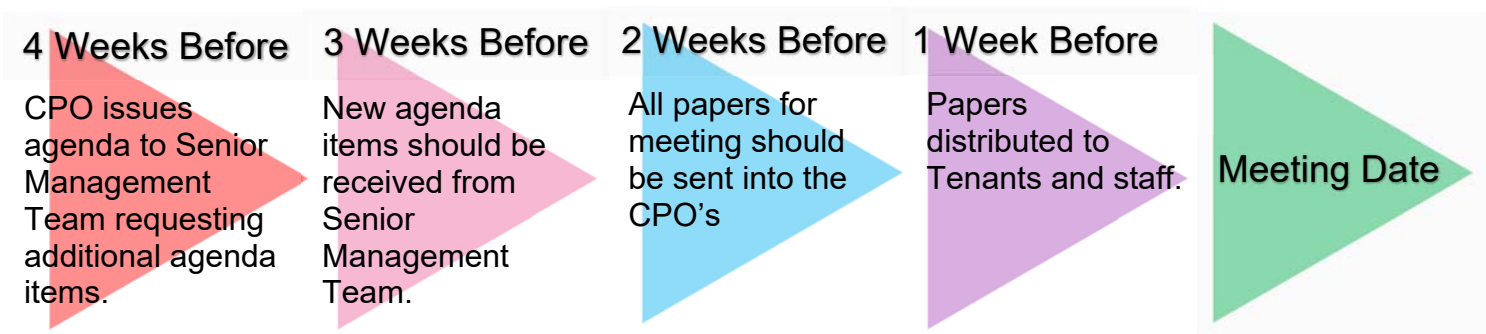 4 Weeks Before
CPO issues
agenda to Senior
Management
Team requesting
additional agenda
items.
3 Weeks Before
New agenda
items should be
received from
Senior
Management
Team.
2 Weeks Before
All papers for
meeting should
be sent into the
CPO’s
1 Week Before
Papers
distributed to
Tenants and staff.
Meeting Date